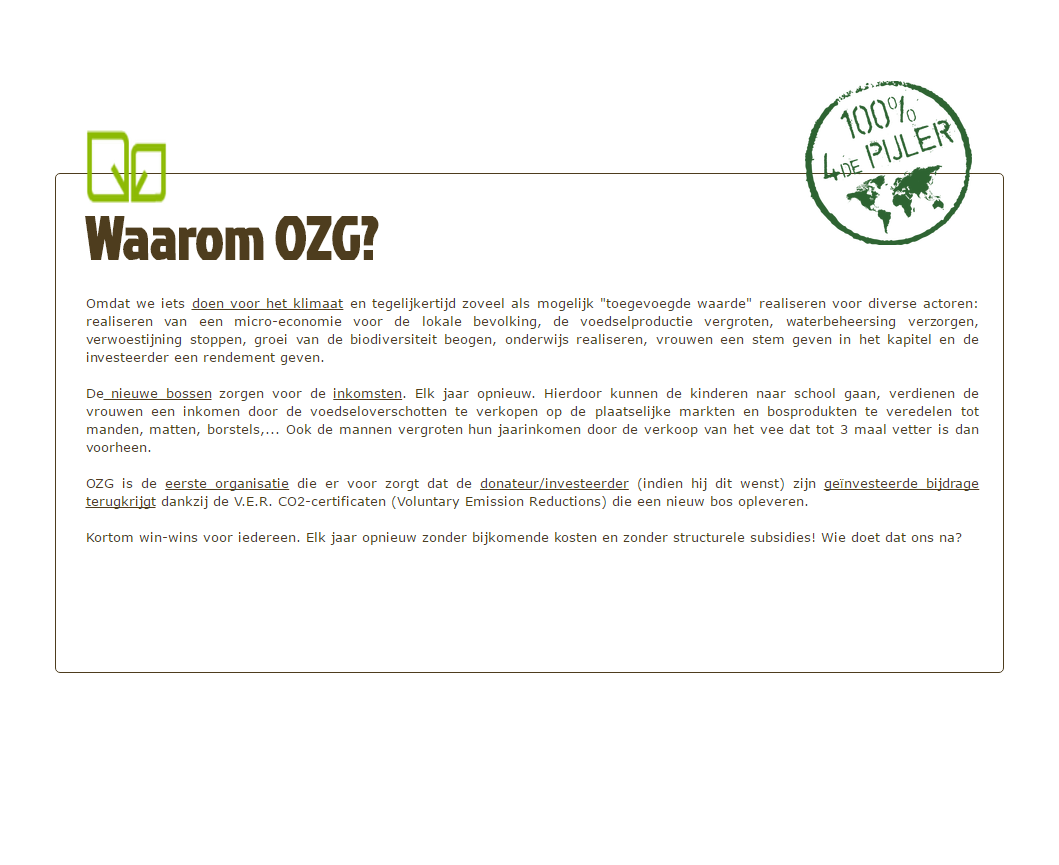 100%
4DE PIJLER
Waarom OZG?
Omdat we iets doen voor het klimaat en tegelijkertijd zoveel als mogelijk "toegevoegde waarde" realiseren voor diverse actoren:
realiseren van een micro-economie voor de lokale bevolking, de voedselproductie vergroten, waterbeheersing verzorgen,
verwoestijning stoppen, groei van de biodiversiteit beogen, onderwijs realiseren, vrouwen een stem geven in het kapitel en de
investeerder een rendement geven.
De nieuwe bossen zorgen voor de inkomsten. Elk jaar opnieuw. Hierdoor kunnen de kinderen naar school gaan, verdienen de
vrouwen een inkomen door de voedseloverschotten te verkopen op de plaatselijke markten en bosprodukten te veredelen tot
manden, matten, borstels,... Ook de mannen vergroten hun jaarinkomen door de verkoop van het vee dat tot 3 maal vetter is dan
voorheen.
OZG is de eerste organisatie die er voor zorgt dat de donateur/investeerder (indien hij dit wenst) zijn geïnvesteerde bijdrage
terugkrijgt dankzij de V.E.R. CO2-certificaten (Voluntary Emission Reductions) die een nieuw bos opleveren.
Kortom win-wins voor iedereen. Elk jaar opnieuw zonder bijkomende kosten en zonder structurele subsidies! Wie doet dat ons na?